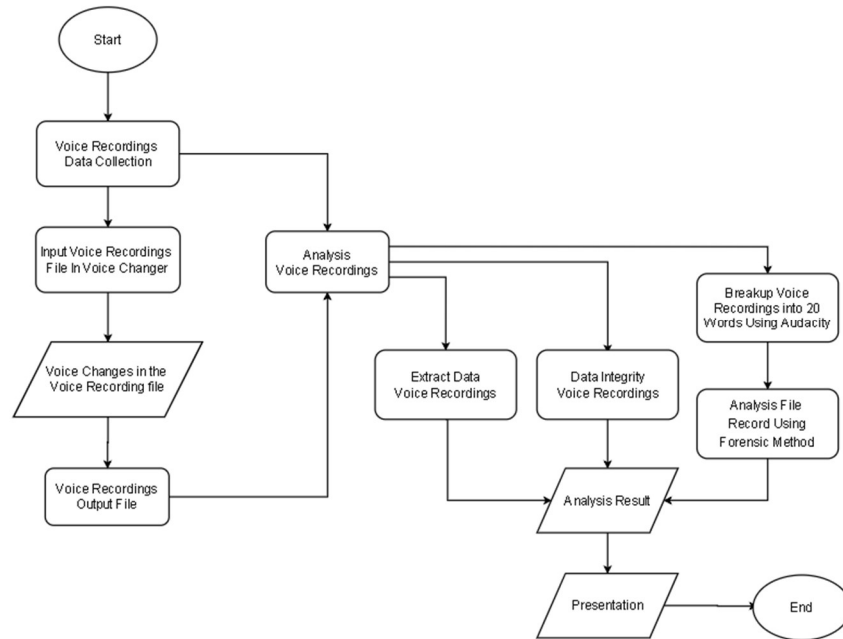 Start
Voice Recordings
Data Collection
Input Voice Recordings
File In Voice Changer
Voice Changes in the
Voice Recording file
Voice Recordings
Output File
Analysis
Voice Recordings
Extract Data
Voice Recordings
Data Integrity
Voice Recordings
Breakup Voice
Recordings into 20
Words Using Audacity
Analysis File
Record Using
Forensic Method
Analysis Result
Presentation
End